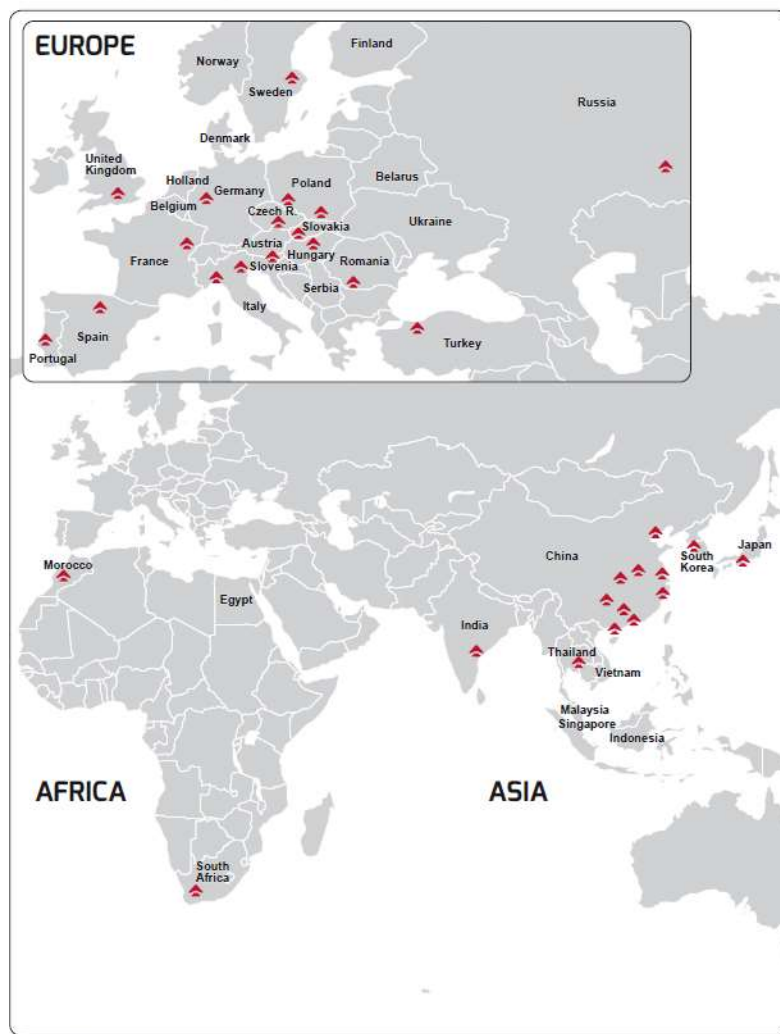 EUROPE
Finland
Norway
Sweden
Russia
Denmark
United
Kingdom
Holland
Germany
Poland
Belarus
Belgium
Czech R.
Slovakia
Ukraine
Austria
France
Hungary
Romania
Slovenia
Serbia
Italy
Spain
Turkey
Portugal
China
South
Korea
Japan
Morocco
Egypt
India
Thailand
Vietnam
Malaysia
Singapore
Indonesia
AFRICA
ASIA
South
Africa